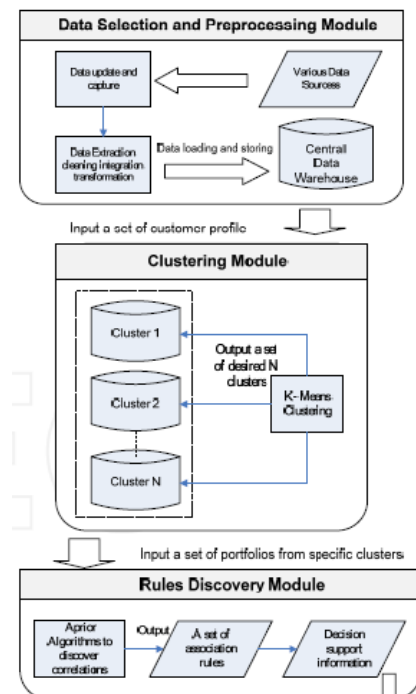 Data Selection and Preprocessing Module
Data update and
capture
Various Data
Sources
Data Extraction
cleaning integration
transformation
Data loading and storing
Central
Data
Warehouse
Input a set of customer profile
Clustering Module
Cluster 1
Output a set
of desired N
clusters
Cluster 2
K-Means
Clustering
Cluster N
Input a set of portfolios from specific clusters
Rules Discovery Module
Aprior
Algorithms to
discover
correlations
Output
A set of
association
rules
Decision
support
information